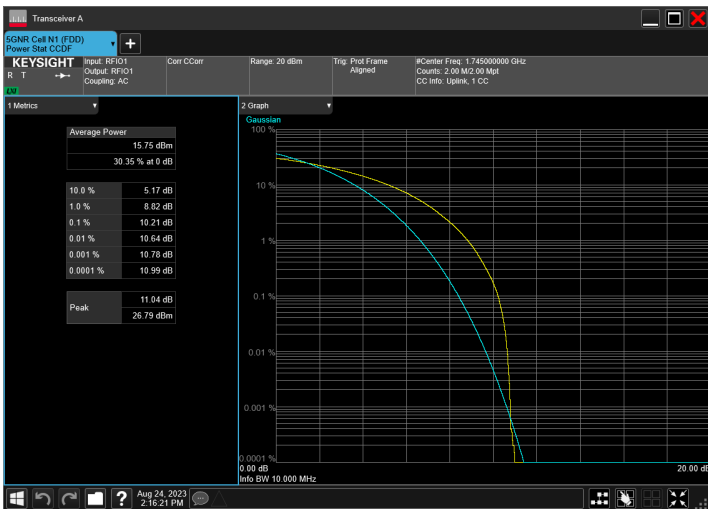 Transceiver A
5GNR Cell N1 (FDD)
Power Stat CCDF
+
KEYSIGHT
R T
LXI
Input: RFIO1
Output: RFIO1
Coupling: AC
Corr CCorr
Range: 20 dBm
Trig: Prot Frame
Aligned
#Center Freq: 1.745000000 GHz
Counts: 2.00 M/2.00 Mpt
CC Info: Uplink, 1 CC
1 Metrics
Average Power
15.75 dBm
30.35 % at 0 dB
10.0 % 5.17 dB
1.0 % 8.82 dB
0.1 % 10.21 dB
0.01 % 10.64 dB
0.001 % 10.78 dB
0.0001 % 10.99 dB
Peak
11.04 dB
26.79 dBm
2 Graph
Gaussian
100 %
10 %
1 %
0.1 %
0.01 %
0.001 %
0.0001 %
0.00 dB 20.00 dB
Info BW 10.000 MHz
? Aug 24, 2023
2:16:21 PM